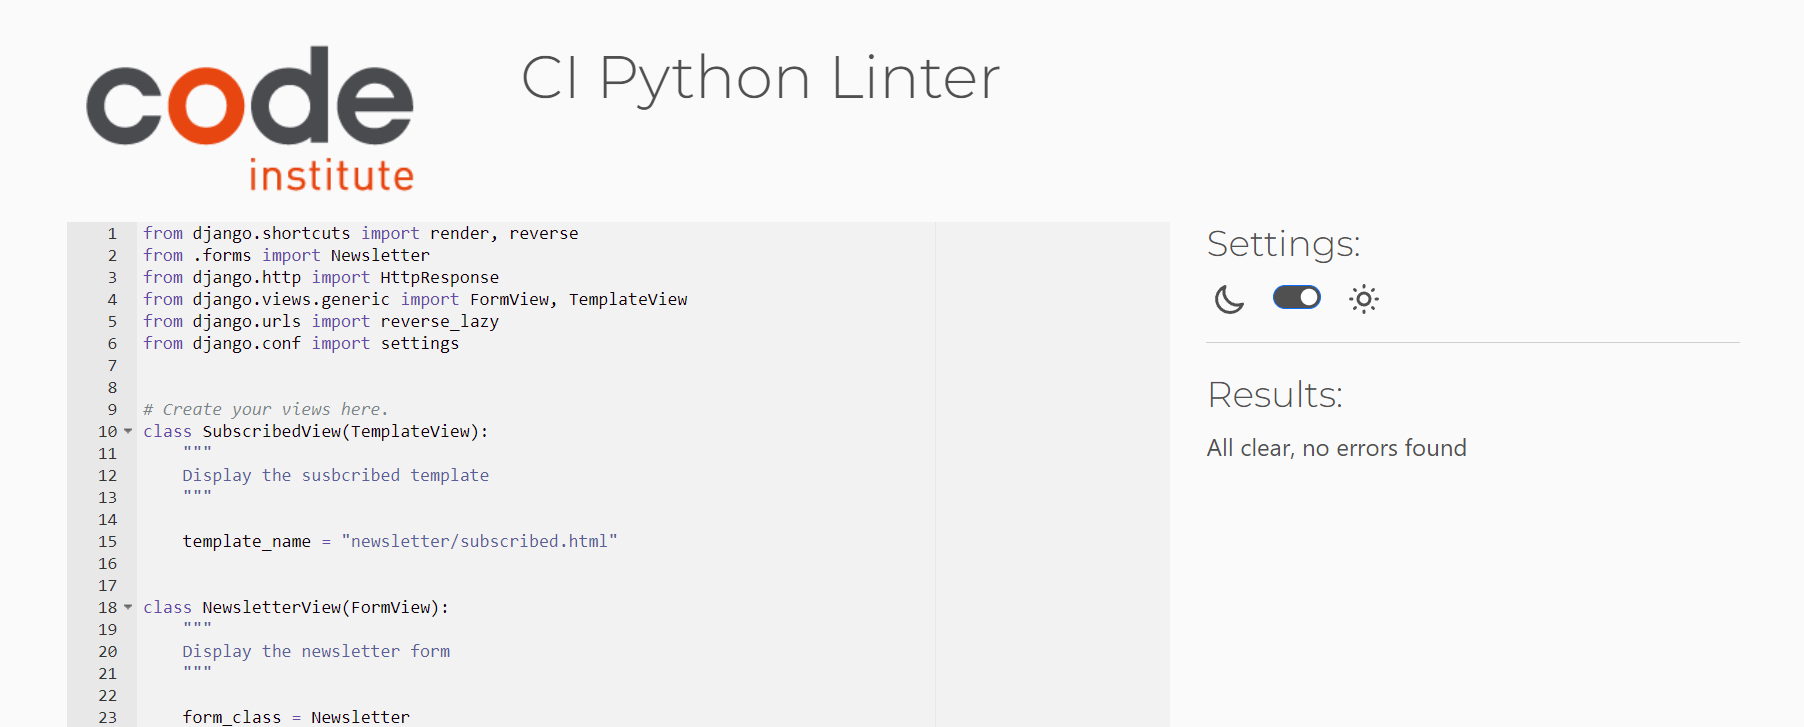 code
institute
CI Python Linter
1 from django.shortcuts import render, reverse
2 from .forms import Newsletter
3 from django.http import HttpResponse
4 from django.views.generic import FormView, TemplateView
5 from django.urls import reverse_lazy
6 from django.conf import settings
7
8
9 # Create your views here.
10 class SubscribedView(TemplateView):
11     """
12     Display the susbcribed template
13     """
14
15     template_name = "newsletter/subscribed.html"
16
17
18 class NewsletterView(FormView):
19     """
20     Display the newsletter form
21     """
22
23     form_class = Newsletter
Settings:
Results:
All clear, no errors found